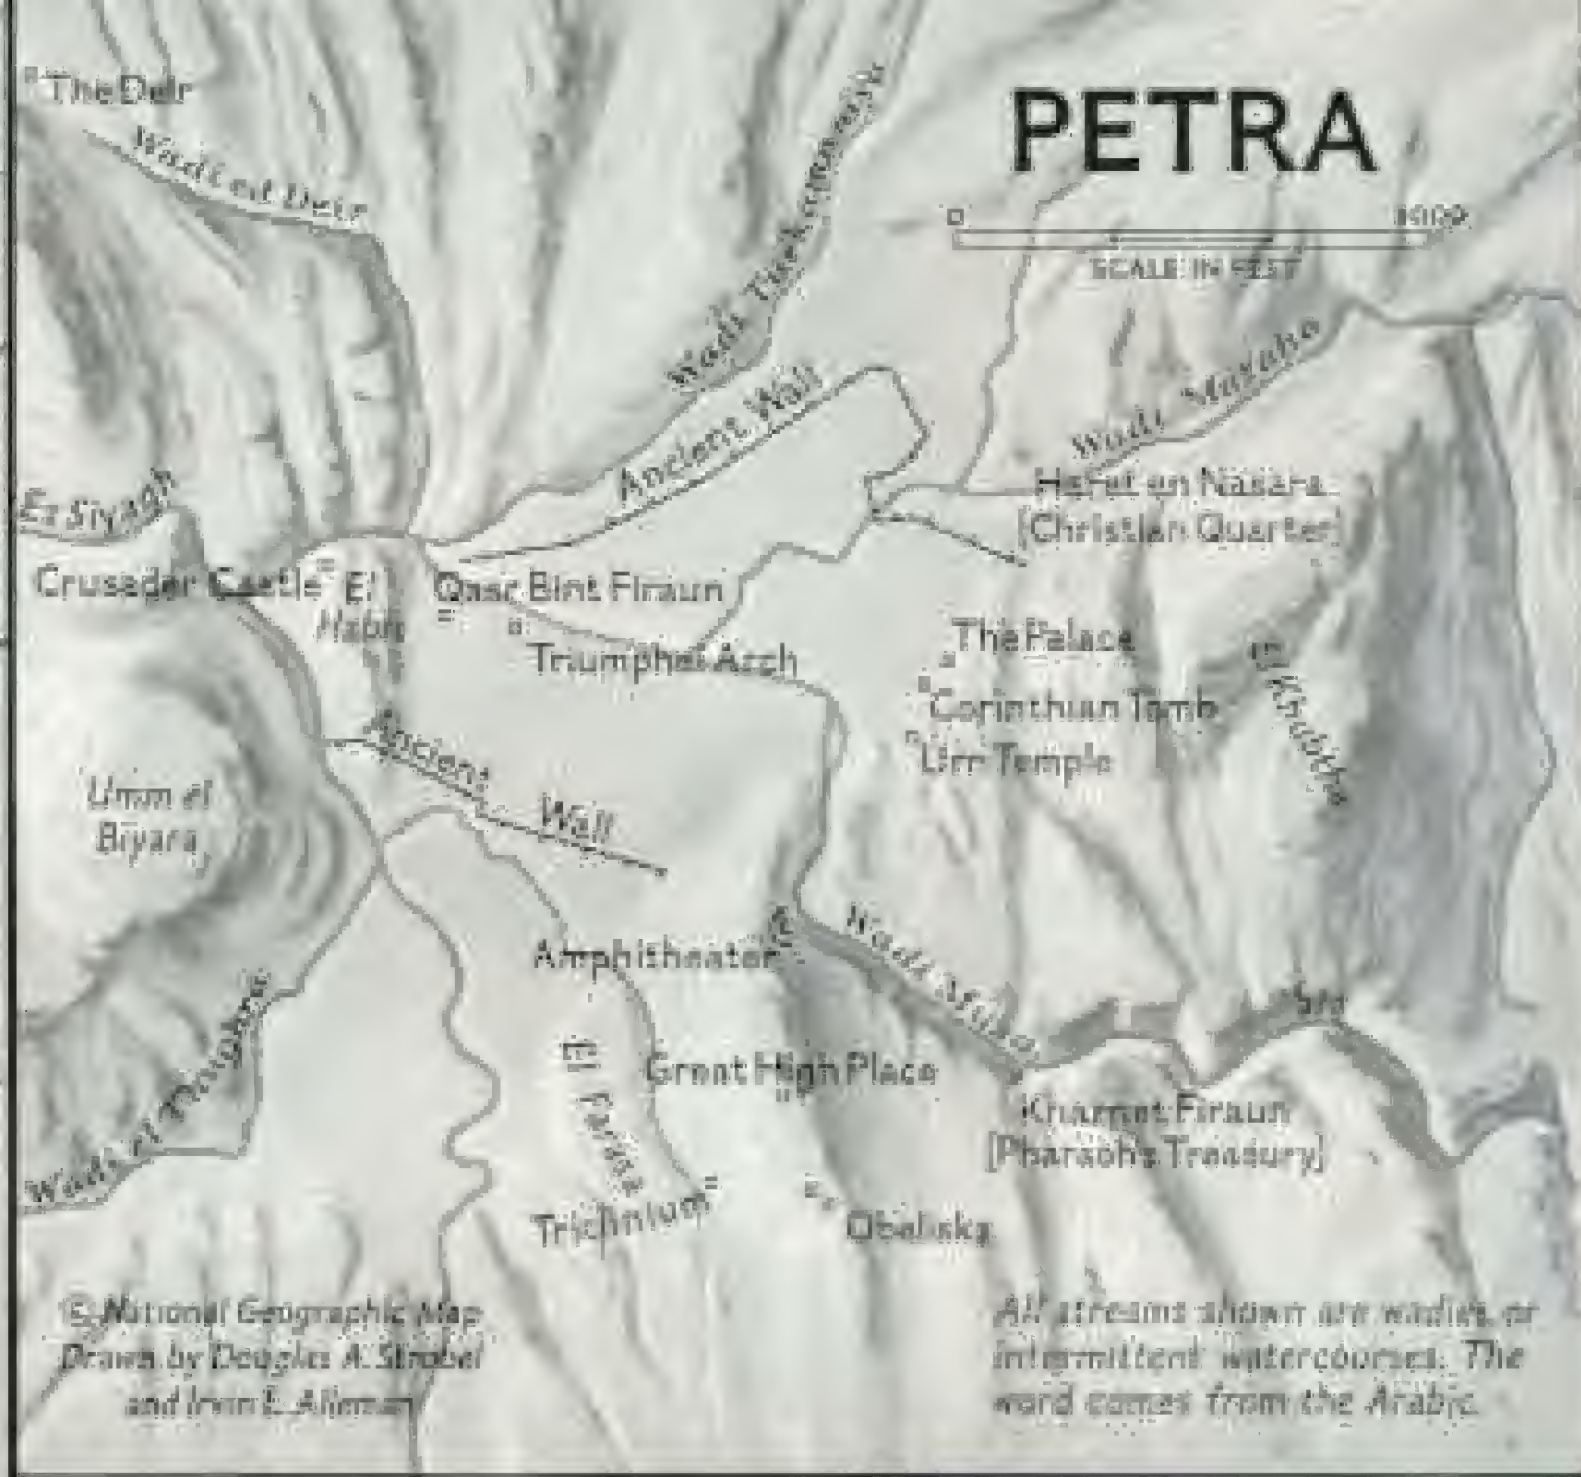 PETRA
0
1000
SCALE IN FEET
The Deir
Wadi ed Deir
Wadi Turkamaniya
Ancient Wall
Wadi Mataha
Haret en Nasara
(Christian Quarter)
Es Siyagh
Crusader Castle
El
Habis
Qasr Bint Firaun
Triumphal Arch
The Palace
Corinthian Tomb
Urn Temple
El Khubtha
Umm el
Biyara
Ancient
Wall
Amphitheater
Wadi Musa
Siq
Wadi et Thughra
El Farasa
Great High Place
Khaznet Firaun
(Pharaoh's Treasury)
Triclinium
Obelisks
© National Geographic Map
Drawn by Douglas A. Strobel
and Irvin E. Alleman
All streams shown are wadies, or
intermittent watercourses. The
word comes from the Arabic.